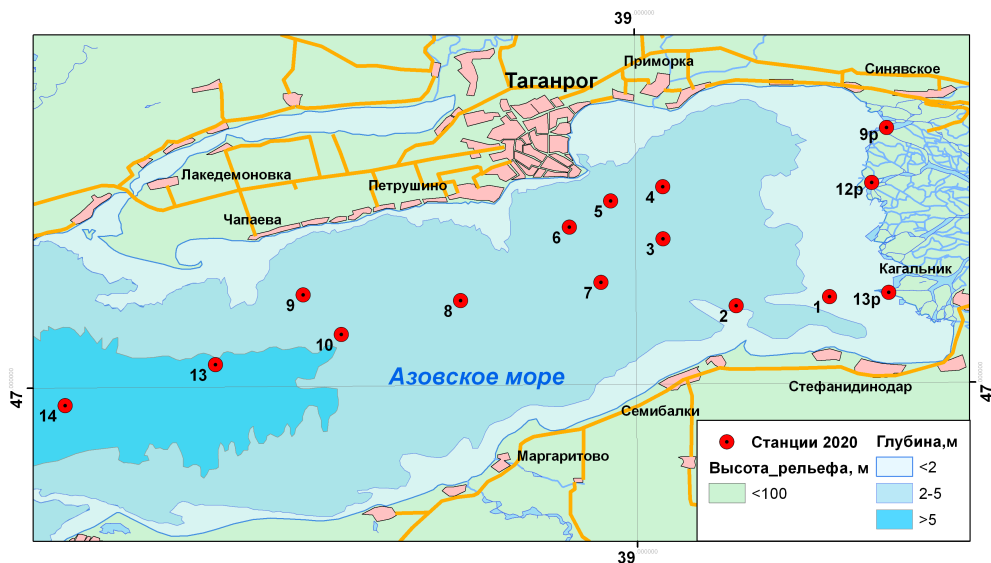 39
Приморка
Синявское
Таганрог
9р
Лакедемоновка
Петрушино
12р
4
5
Чапаева
6
3
Кагальник
7
9
8
2
1
13р
10
13
Азовское море
47
14
Стефанидинодар
47
Семибалки
Маргаритово
Станции 2020
Глубина,м
Высота_рельефа, м
<2
<100
2-5
>5
39